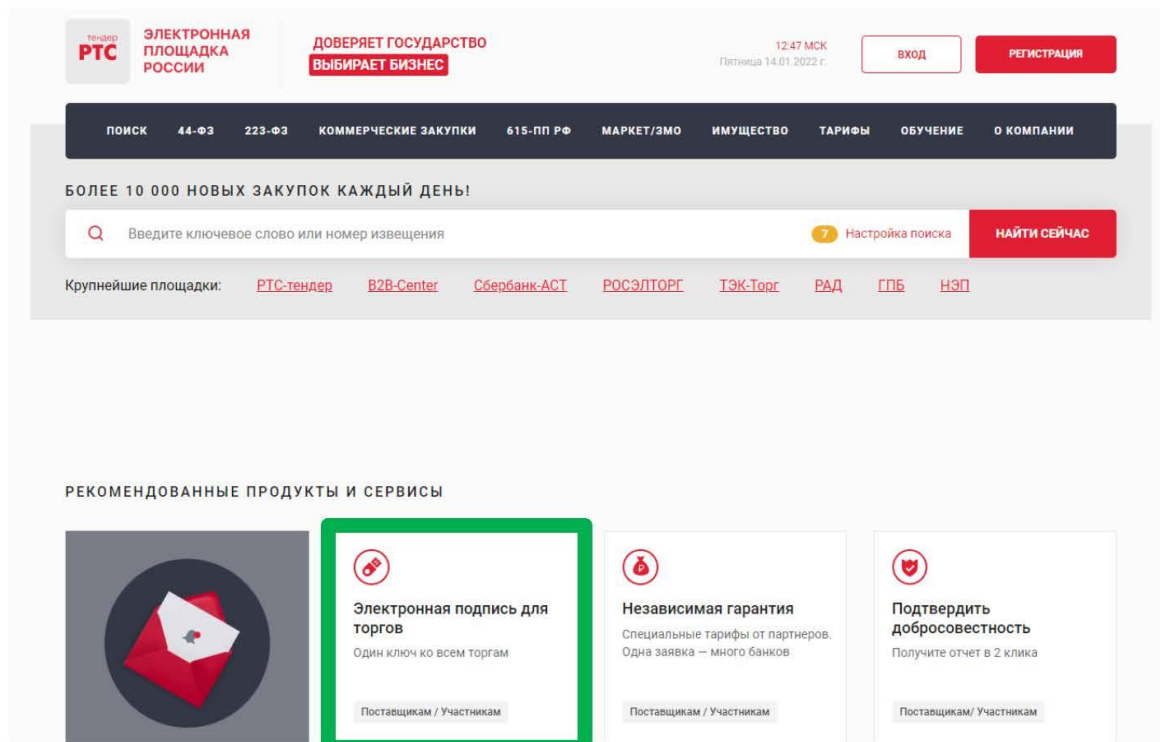 тендер
РТС
ЭЛЕКТРОННАЯ
ПЛОЩАДКА
РОССИИ
ДОВЕРЯЕТ ГОСУДАРСТВО
ВЫБИРАЕТ БИЗНЕС
12:47 МСК
Пятница 14.01.2022 г.
ВХОД
РЕГИСТРАЦИЯ
ПОИСК 44-ФЗ 223-ФЗ КОММЕРЧЕСКИЕ ЗАКУПКИ 615-ПП РФ МАРКЕТ/ЗМО ИМУЩЕСТВО ТАРИФЫ ОБУЧЕНИЕ О КОМПАНИИ
БОЛЕЕ 10 000 НОВЫХ ЗАКУПОК КАЖДЫЙ ДЕНЬ!
Введите ключевое слово или номер извещения 7 Настройка поиска НАЙТИ СЕЙЧАС
Крупнейшие площадки: РТС-тендер B2B-Center Сбербанк-АСТ РОСЭЛТОРГ ТЭК-Торг РАД ГПБ НЭП
РЕКОМЕНДОВАННЫЕ ПРОДУКТЫ И СЕРВИСЫ
Электронная подпись для
торгов
Один ключ ко всем торгам
Поставщикам / Участникам
Независимая гарантия
Специальные тарифы от партнеров.
Одна заявка — много банков
Поставщикам / Участникам
Подтвердить
добросовестность
Получите отчет в 2 клика
Поставщикам/ Участникам